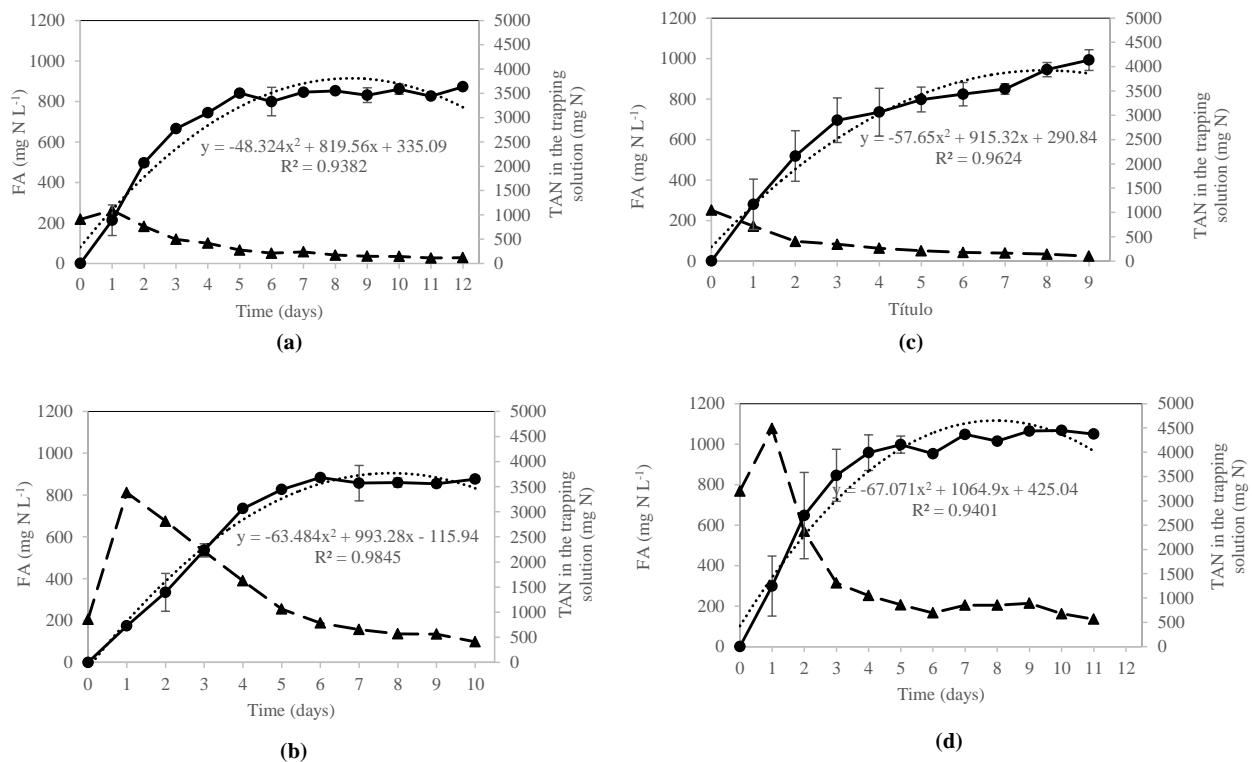 1200
1000
800
600
400
200
0
FA (mg N L-1)
5000
4500
4000
3500
3000
2500
2000
1500
1000
500
0
TAN in the trapping
solution (mg N)
y = -48.324x² + 819.56x + 335.09
R² = 0.9382
0 1 2 3 4 5 6 7 8 9 10 11 12
Time (days)
(a)
1200
1000
800
600
400
200
0
FA (mg N L-1)
5000
4500
4000
3500
3000
2500
2000
1500
1000
500
0
TAN in the trapping
solution (mg N)
y = -57.65x² + 915.32x + 290.84
R² = 0.9624
0 1 2 3 4 5 6 7 8 9
Título
(c)
1200
1000
800
600
400
200
0
FA (mg N L-1)
5000
4500
4000
3500
3000
2500
2000
1500
1000
500
0
TAN in the trapping
solution (mg N)
y = -63.484x² + 993.28x - 115.94
R² = 0.9845
0 1 2 3 4 5 6 7 8 9 10
Time (days)
(b)
1200
1000
800
600
400
200
0
FA (mg N L-1)
5000
4500
4000
3500
3000
2500
2000
1500
1000
500
0
TAN in the trapping
solution (mg N)
y = -67.071x² + 1064.9x + 425.04
R² = 0.9401
0 1 2 3 4 5 6 7 8 9 10 11 12
Time (days)
(d)